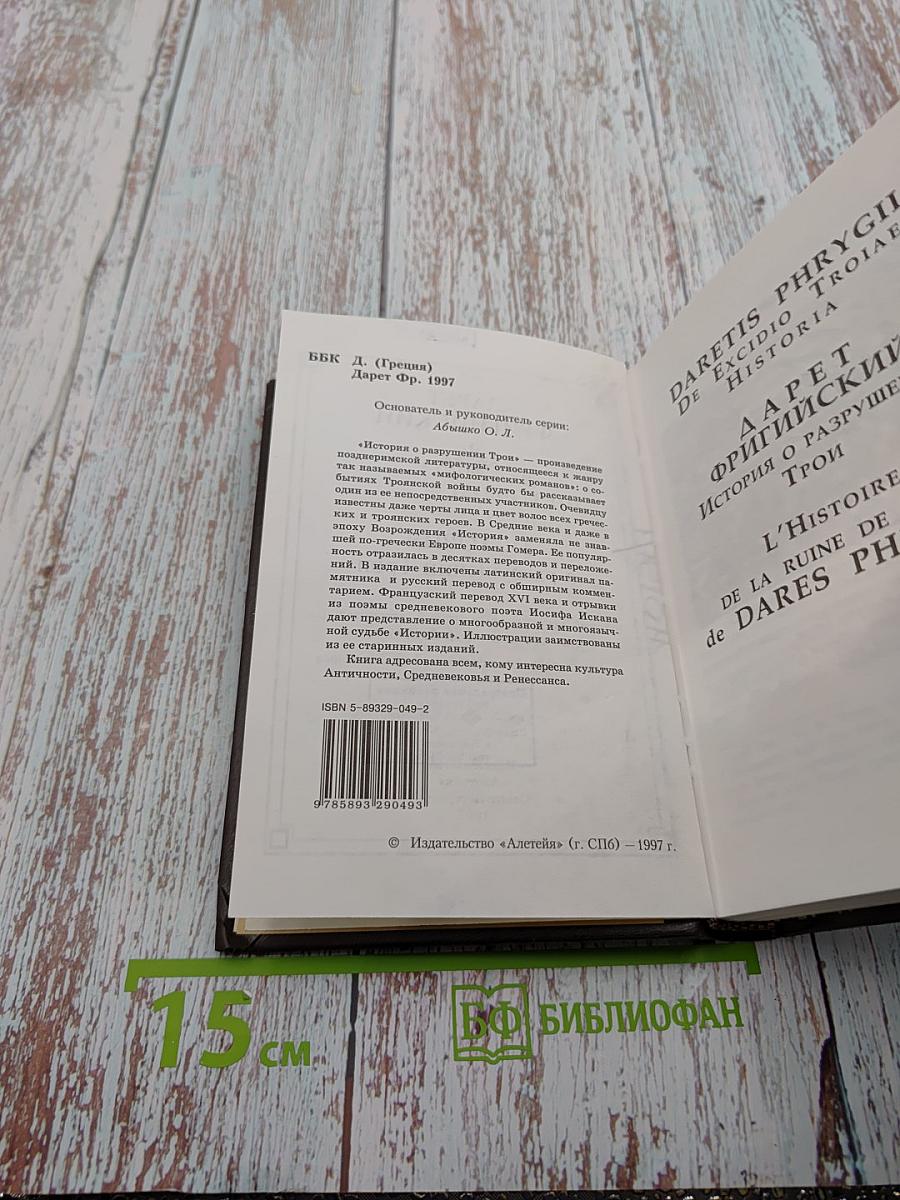 ББК Д. (Греция)
Дарет Фр. 1997
Основатель и руководитель серии:
Абышко О. Л.
«История о разрушении Трои» — произведение
позднеримской литературы, относящееся к жанру
так называемых «мифологических романов»: о со-
бытиях Троянской войны будто бы рассказывает
один из ее непосредственных участников. Очевидцу
известны даже черты лица и цвет волос всех гречес-
ких и троянских героев. В Средние века и даже в
эпоху Возрождения «История» заменяла не знав-
шей по-гречески Европе поэмы Гомера. Ее популяр-
ность отразилась в десятках переводов и переложе-
ний. В издание включены латинский оригинал па-
мятника и русский перевод с обширным коммен-
тарием. Французский перевод XVI века и отрывки
из поэмы средневекового поэта Иосифа Искана
дают представление о многообразной и многоязыч-
ной судьбе «Истории». Иллюстрации заимствованы
из ее старинных изданий.
Книга адресована всем, кому интересна культура
Античности, Средневековья и Ренессанса.
ISBN 5-89329-049-2
9 785893 290493
© Издательство «Алетейя» (г. СПб) — 1997 г.
DARETIS PHRYGII
DE EXCIDIO TROIAE
HISTORIA
ДАРЕТ
ФРИГИЙСКИЙ
ИСТОРИЯ О РАЗРУШЕ
ТРОИ
L'HISTOIRE
DE LA RUINE DE
de DARES PH
15 см
БФ БИБЛИОФАН